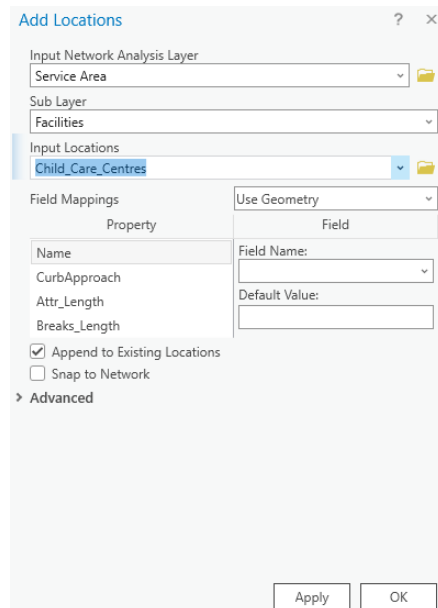 Add Locations ? ×
Input Network Analysis Layer
Service Area
Sub Layer
Facilities
Input Locations
Child_Care_Centres
Field Mappings Use Geometry
Property Field
Name Field Name:
CurbApproach
Attr_Length Default Value:
Breaks_Length
Append to Existing Locations
Snap to Network
Advanced
Apply OK